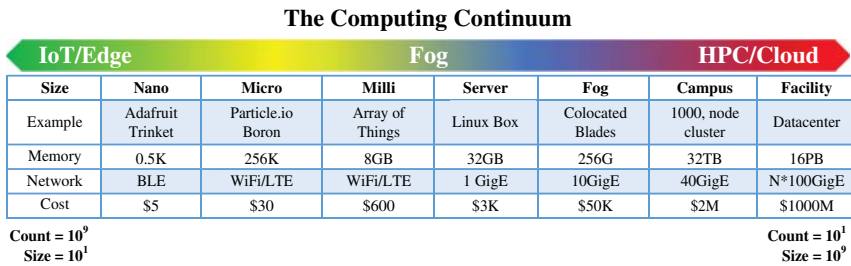 The Computing Continuum
IoT/Edge Fog HPC/Cloud
Size Nano Micro Milli Server Fog Campus Facility
Example Adafruit Trinket Particle.io Boron Array of Things Linux Box Colocated Blades 1000, node cluster Datacenter
Memory 0.5K 256K 8GB 32GB 256G 32TB 16PB
Network BLE WiFi/LTE WiFi/LTE 1 GigE 10GigE 40GigE N*100GigE
Cost $5 $30 $600 $3K $50K $2M $1000M
Count = 10⁹ Count = 10¹
Size = 10¹ Size = 10⁹